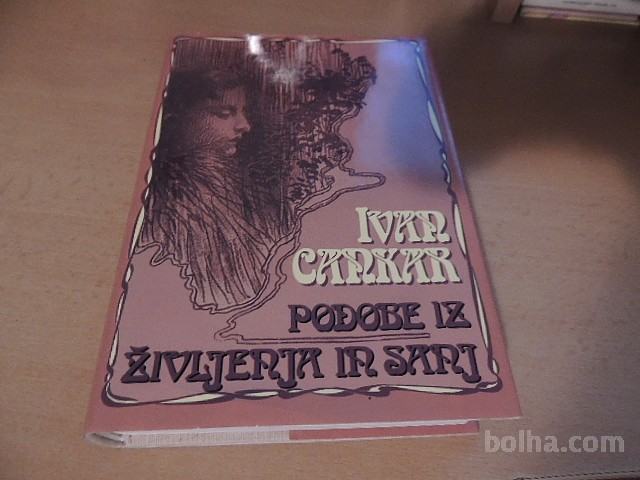 IVAN
CANKAR
PODOBE IZ
ŽIVLJENJA IN SANJ
bolha.com